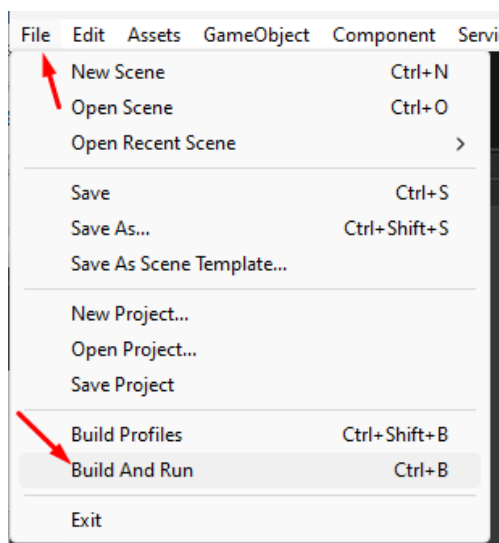 File Edit Assets GameObject Component Servi
New Scene Ctrl+N
Open Scene Ctrl+O
Open Recent Scene
Save Ctrl+S
Save As... Ctrl+Shift+S
Save As Scene Template...
New Project...
Open Project...
Save Project
Build Profiles Ctrl+Shift+B
Build And Run Ctrl+B
Exit